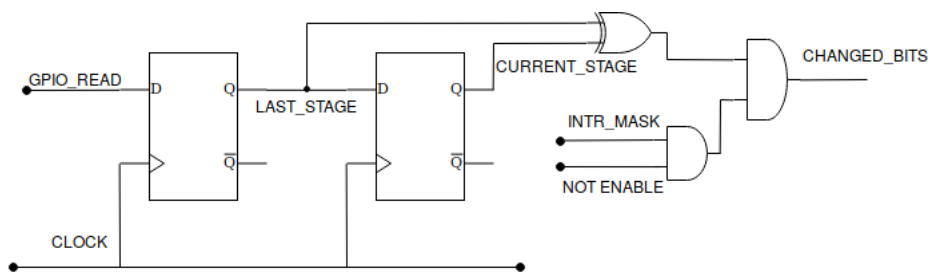 CHANGED_BITS
CURRENT_STAGE
GPIO_READ
D
Q
LAST_STAGE
D
Q
INTR_MASK
Q
Q
NOT ENABLE
CLOCK